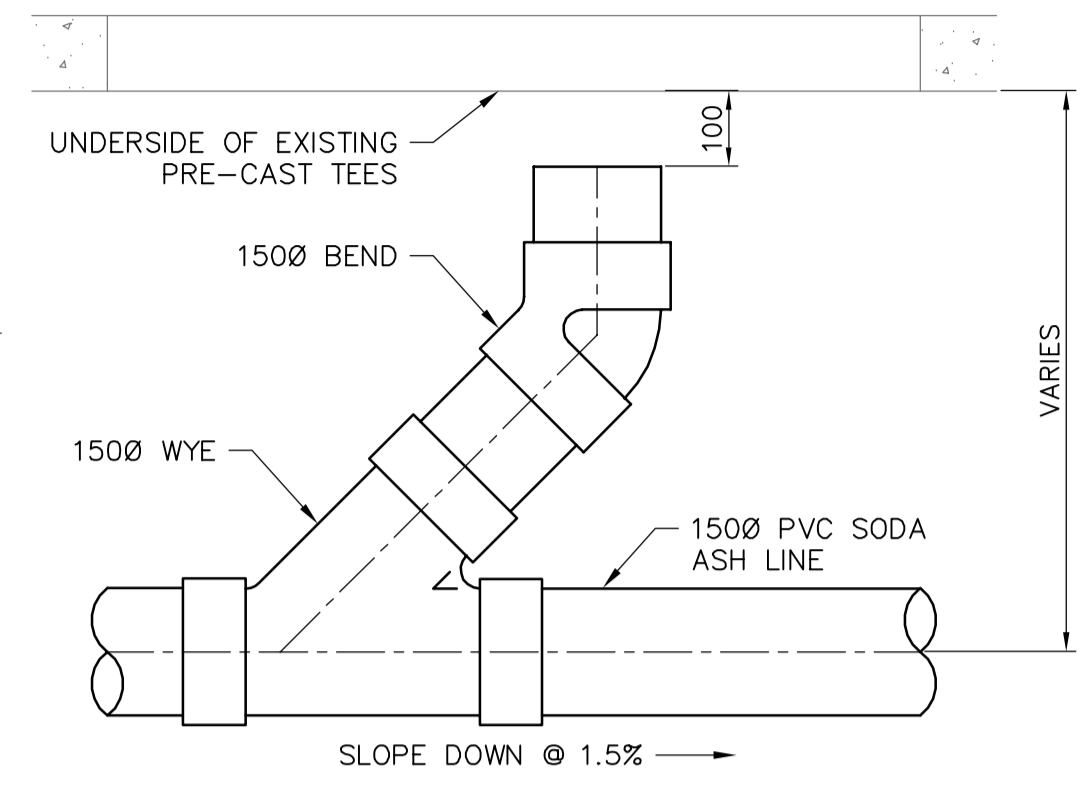 100
UNDERSIDE OF EXISTING
PRE-CAST TEES
150Ø BEND
VARIES
150Ø WYE
150Ø PVC SODA
ASH LINE
SLOPE DOWN @ 1.5%